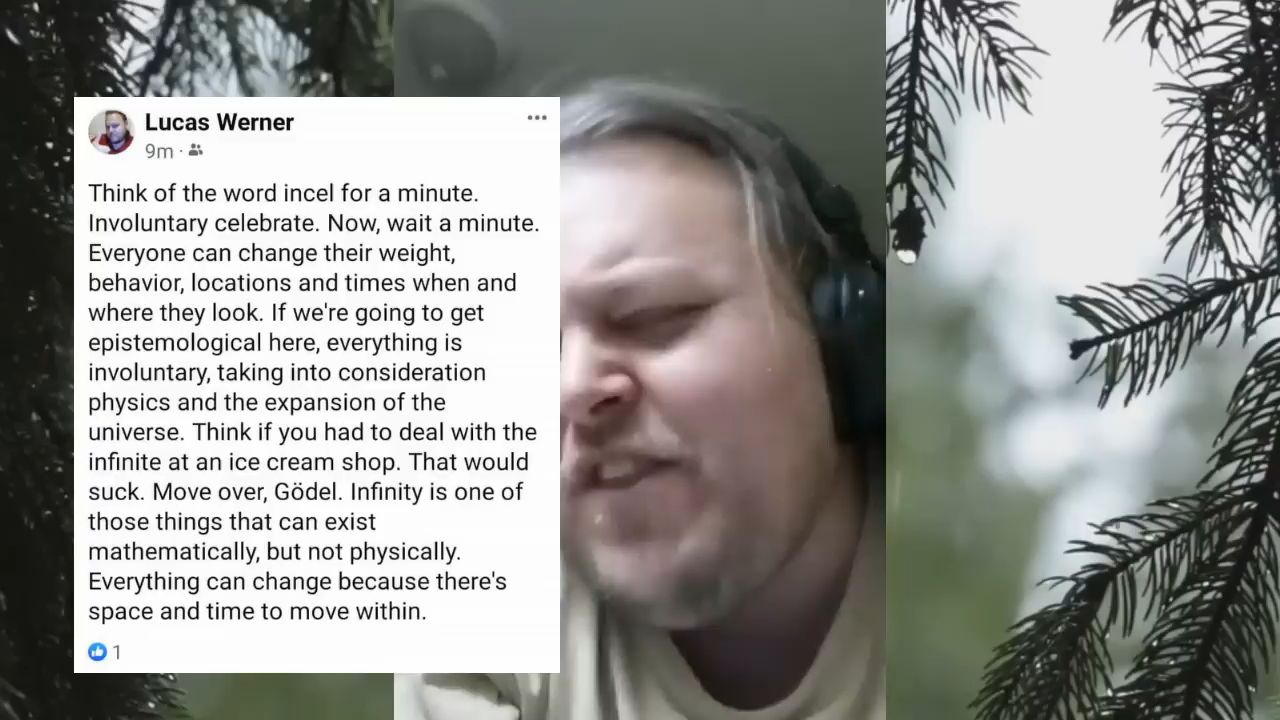 Lucas Werner
9m ·
Think of the word incel for a minute.
Involuntary celebrate. Now, wait a minute.
Everyone can change their weight,
behavior, locations and times when and
where they look. If we're going to get
epistemological here, everything is
involuntary, taking into consideration
physics and the expansion of the
universe. Think if you had to deal with the
infinite at an ice cream shop. That would
suck. Move over, Gödel. Infinity is one of
those things that can exist
mathematically, but not physically.
Everything can change because there's
space and time to move within.
1